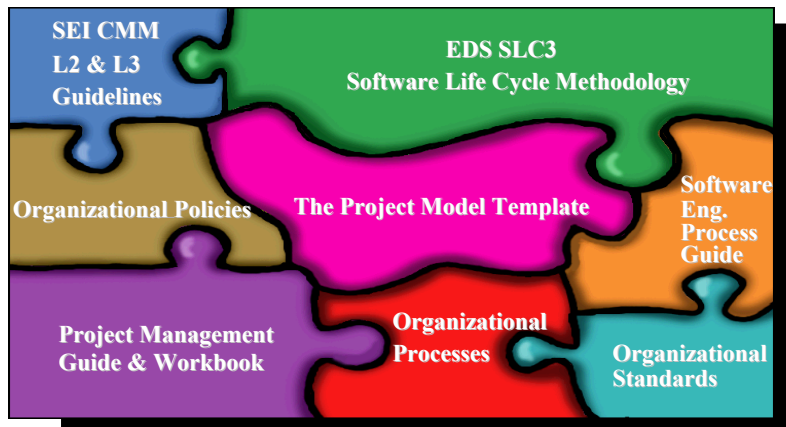 SEI CMM
L2 & L3
Guidelines
EDS SLC3
Software Life Cycle Methodology
Organizational Policies
The Project Model Template
Software
Eng.
Process
Guide
Project Management
Guide & Workbook
Organizational
Processes
Organizational
Standards